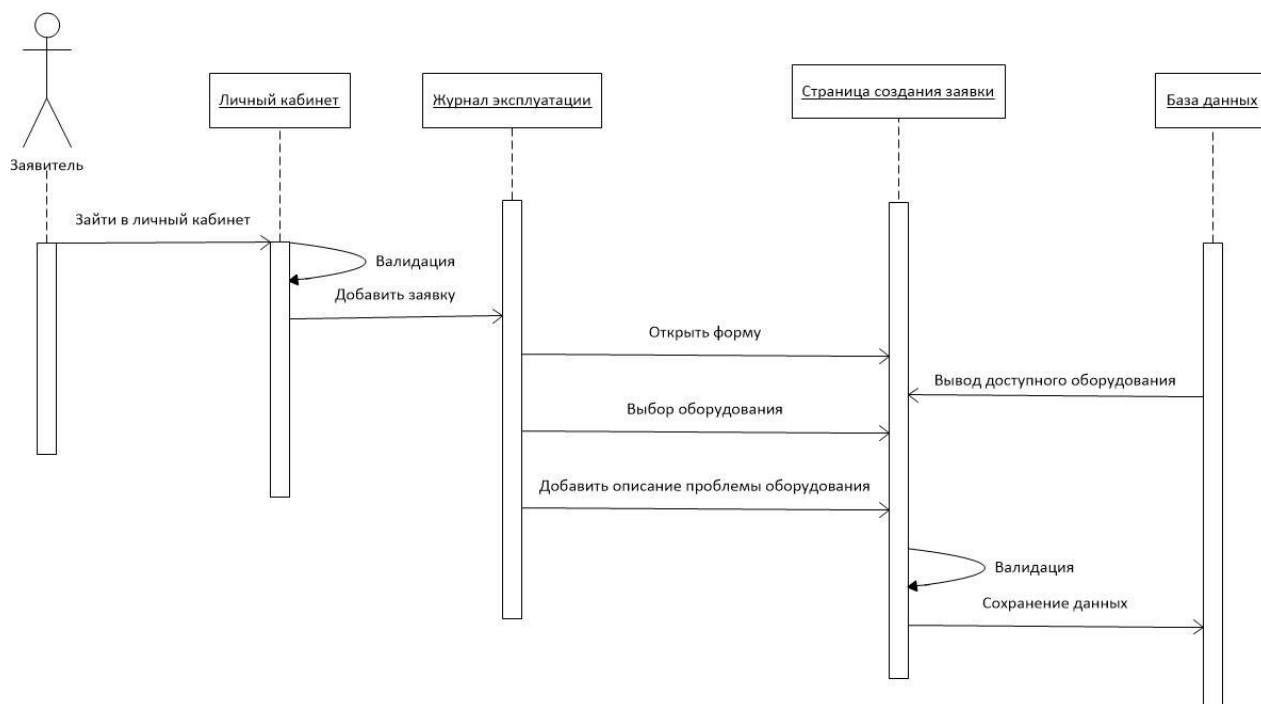 Заявитель
Личный кабинет
Журнал эксплуатации
Страница создания заявки
База данных
Зайти в личный кабинет
Валидация
Добавить заявку
Открыть форму
Вывод доступного оборудования
Выбор оборудования
Добавить описание проблемы оборудования
Валидация
Сохранение данных